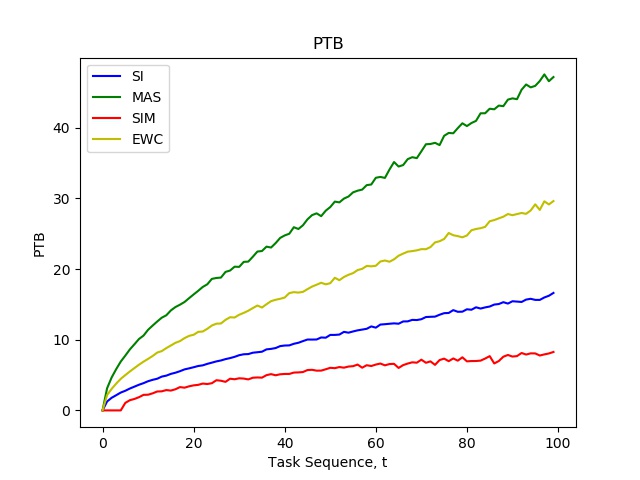 PTB
SI
MAS
SIM
EWC
PTB
40
30
20
10
0
0 20 40 60 80 100
Task Sequence, t